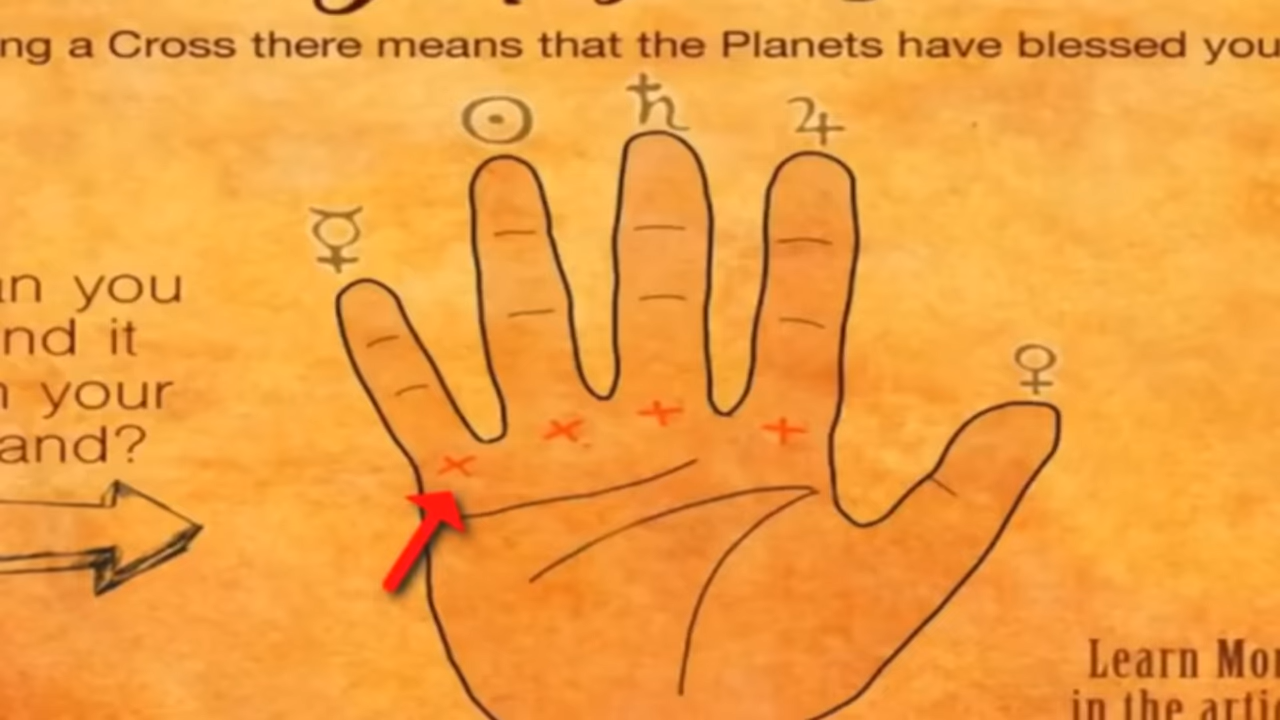 ng a Cross there means that the Planets have blessed you
an you
nd it
your
and?
Learn Mor
in the artic